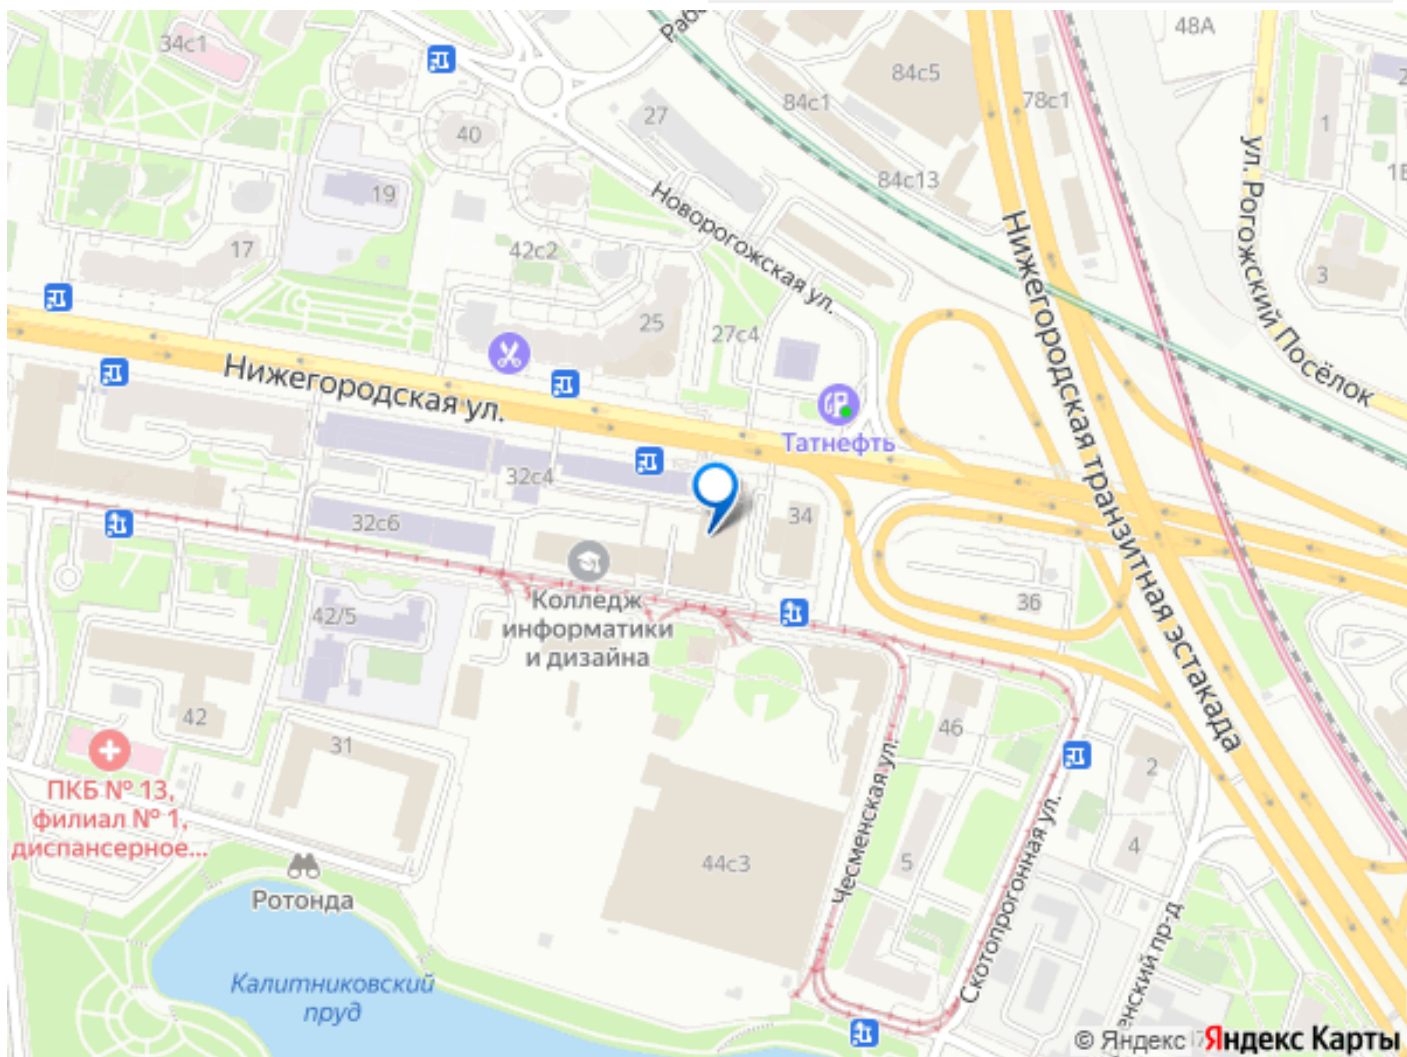 34с1
48А
84с5
27
84с1
78с1
1
40
84с13
19
Новорогожская ул.
ул. Рогожский Посёлок
17
42с2
3
Нижегородская транзитная эстакада
25
27с4
Нижегородская ул.
Татнефть
32с4
32с6
34
Колледж
информатики
и дизайна
42/5
36
42
31
46
2
ПКБ № 13,
филиал № 1,
диспансерное...
Чесменская ул.
Скотопрогонная ул.
4
44с3
5
Ротонда
Калитниковский
пруд
© Яндекс
Яндекс Карты